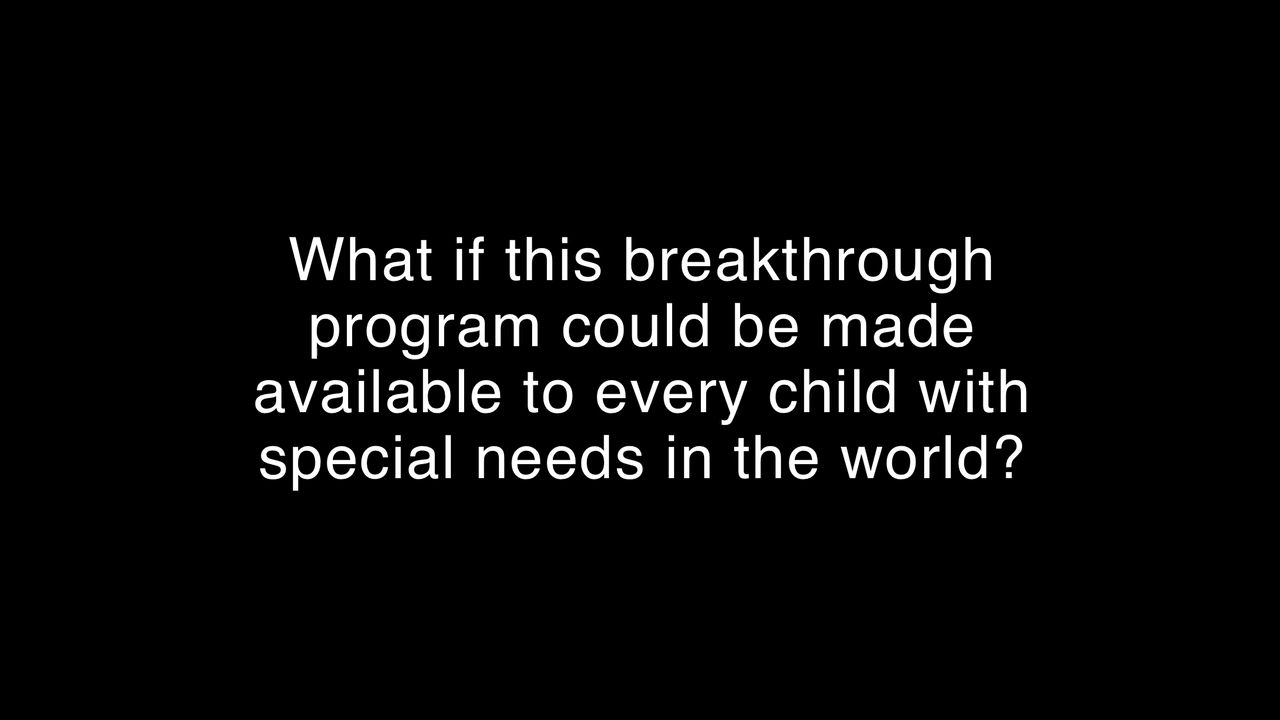 What if this breakthrough
program could be made
available to every child with
special needs in the world?